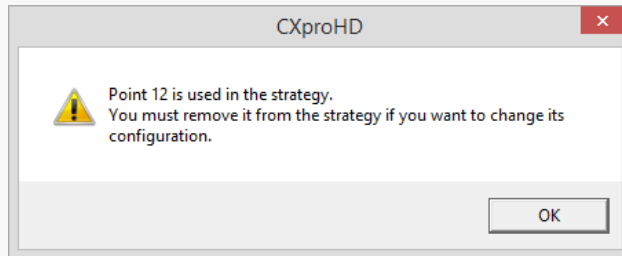 CXproHD
Point 12 is used in the strategy.
You must remove it from the strategy if you want to change its
configuration.
OK